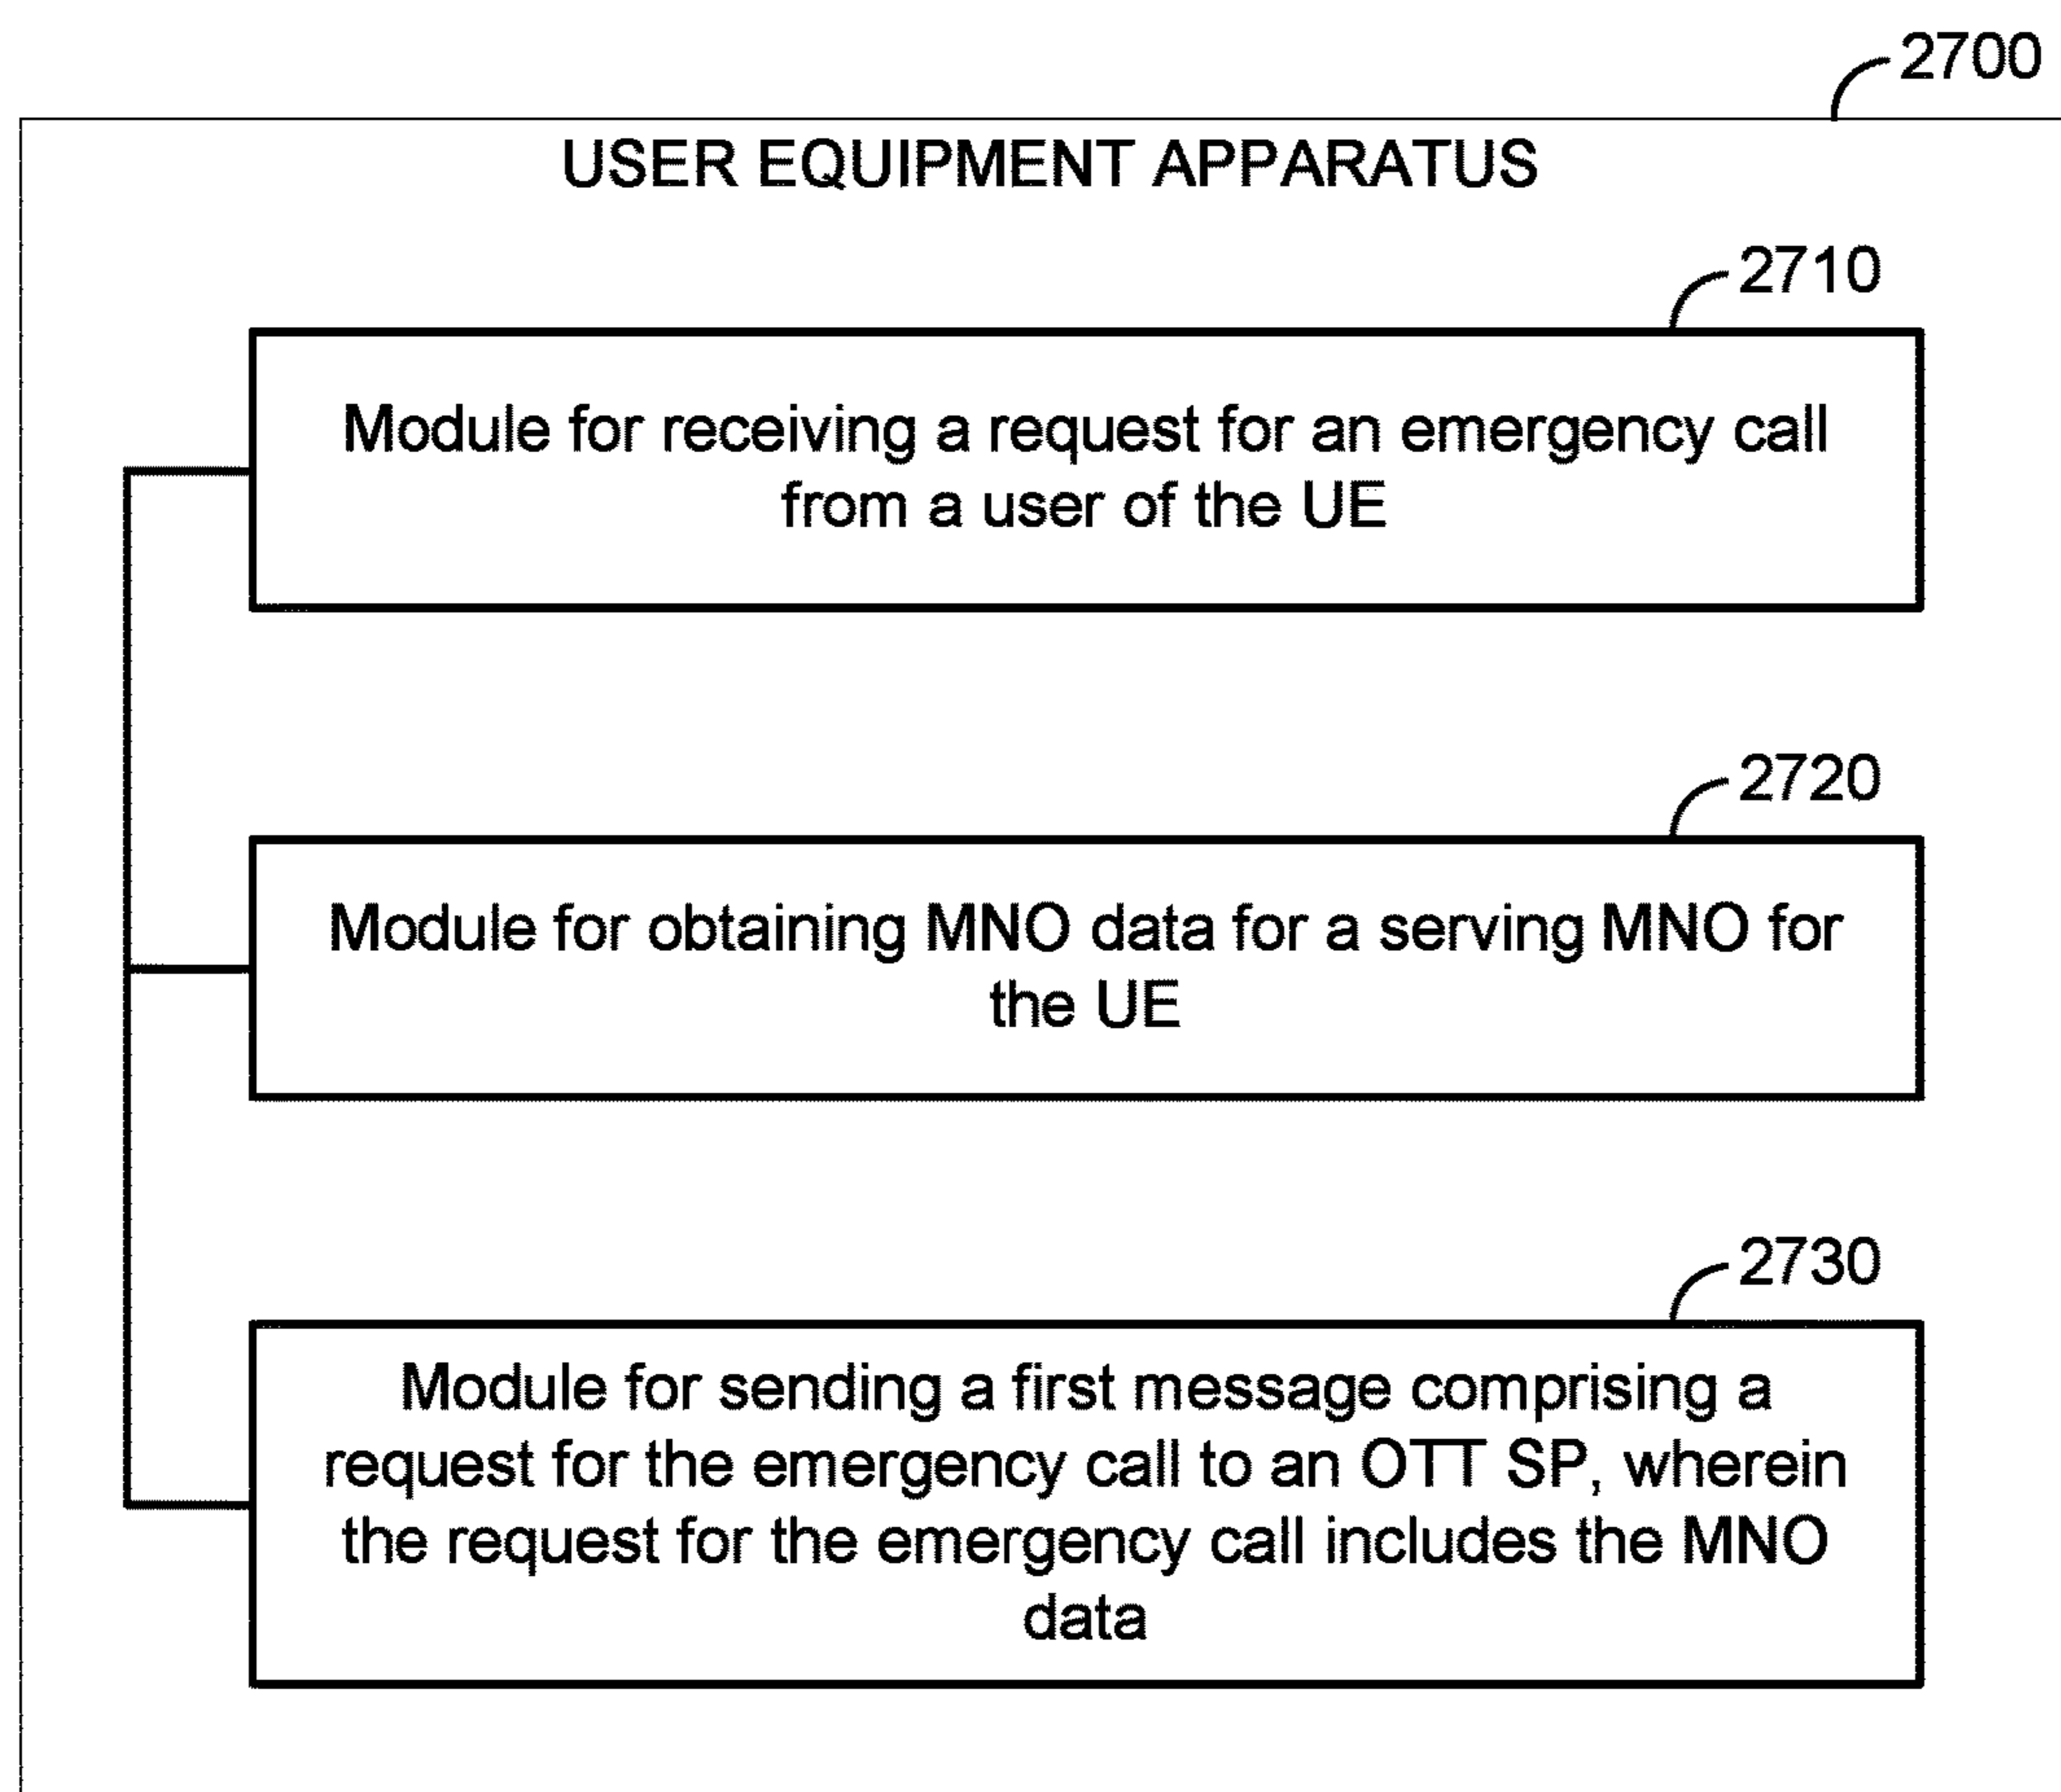 2700
USER EQUIPMENT APPARATUS
2710
Module for receiving a request for an emergency call
from a user of the UE
2720
Module for obtaining MNO data for a serving MNO for
the UE
2730
Module for sending a first message comprising a
request for the emergency call to an OTT SP, wherein
the request for the emergency call includes the MNO
data